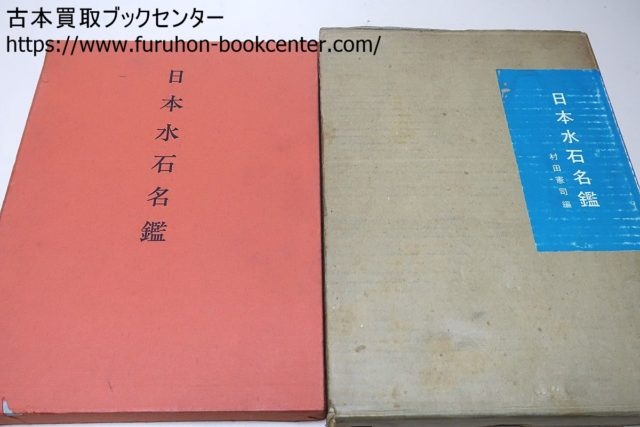 古本買取ブックセンター
https://www.furuhon-bookcenter.com/
日本水石名鑑
日本水石名鑑
村田憲司編